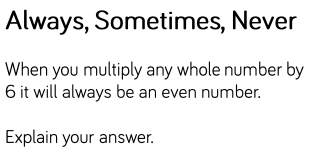 Always, Sometimes, Never
When you multiply any whole number by
6 it will always be an even number.
Explain your answer.